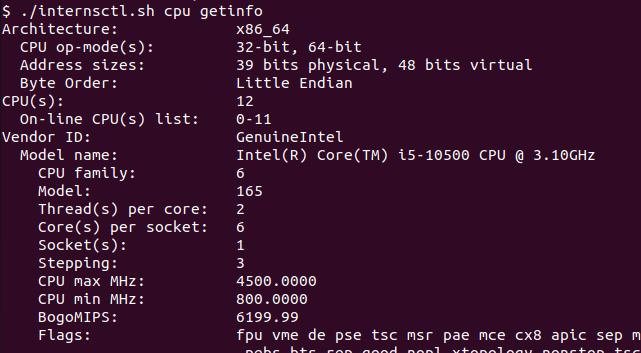 $ ./internsctl.sh cpu getinfo
Architecture: x86_64
CPU op-mode(s): 32-bit, 64-bit
Address sizes: 39 bits physical, 48 bits virtual
Byte Order: Little Endian
CPU(s): 12
On-line CPU(s) list: 0-11
Vendor ID: GenuineIntel
Model name: Intel(R) Core(TM) i5-10500 CPU @ 3.10GHz
CPU family: 6
Model: 165
Thread(s) per core: 2
Core(s) per socket: 6
Socket(s): 1
Stepping: 3
CPU max MHz: 4500.0000
CPU min MHz: 800.0000
BogoMIPS: 6199.99
Flags: fpu vme de pse tsc msr pae mce cx8 apic sep m